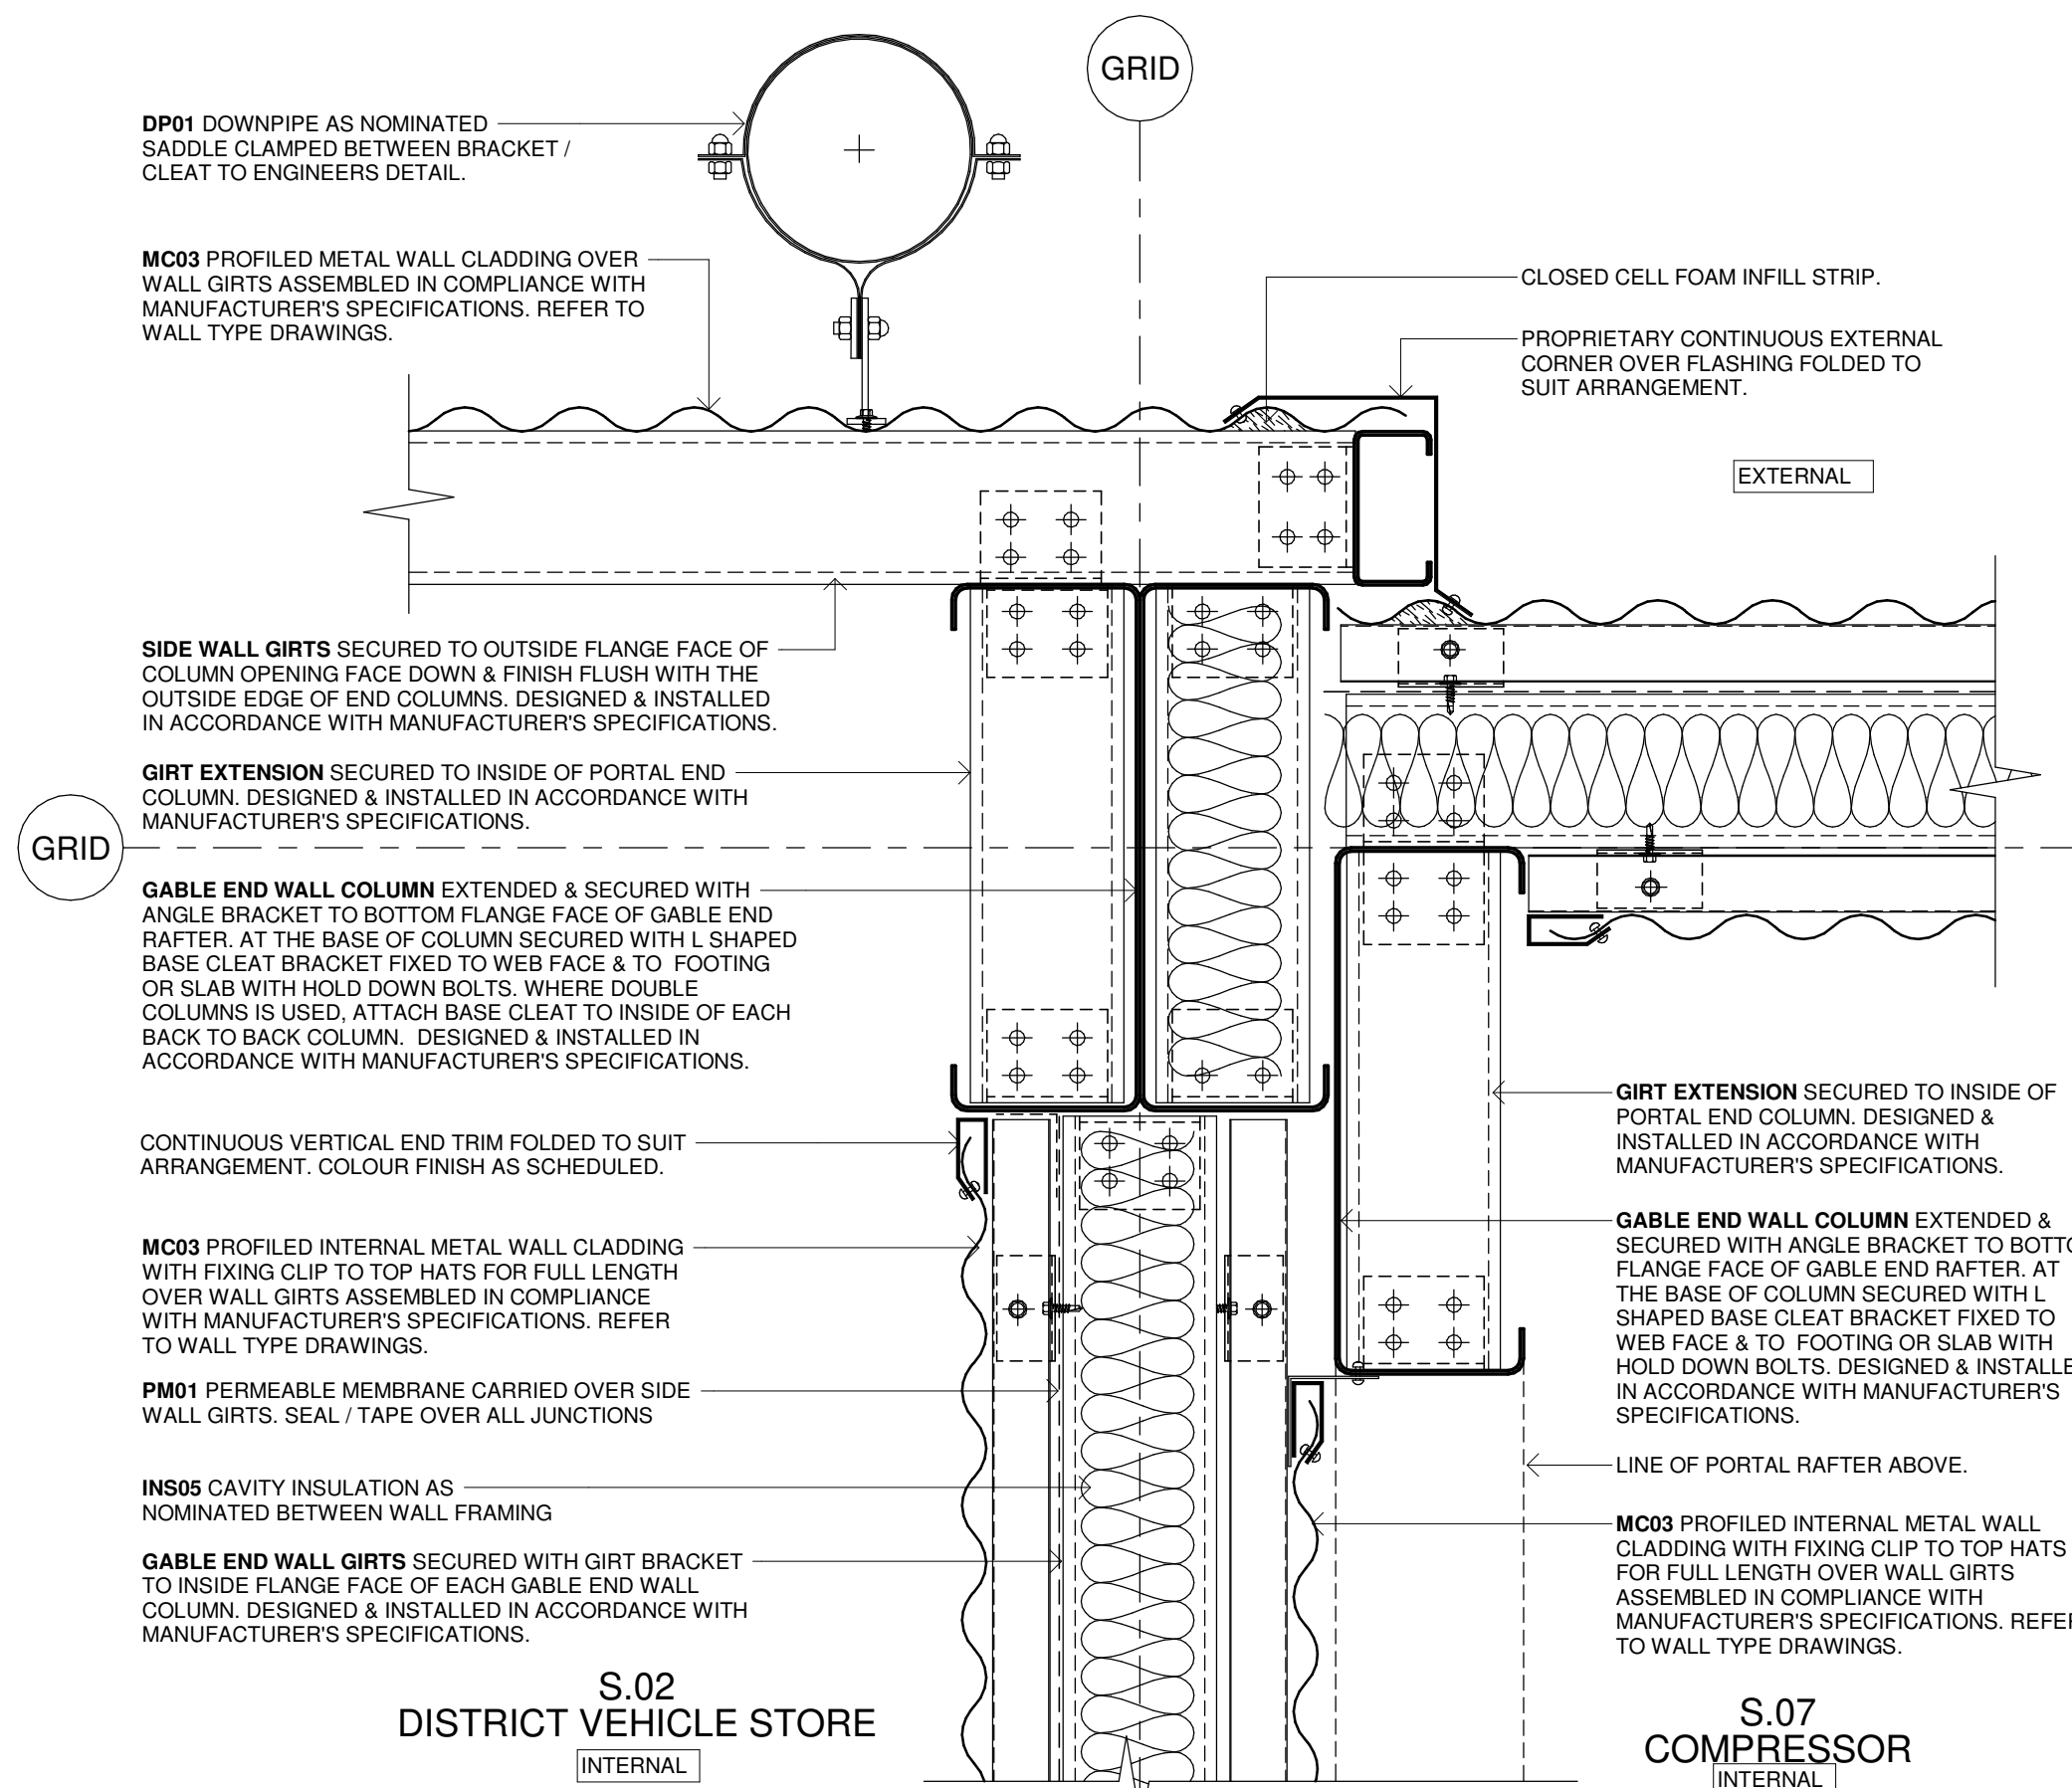 GRID
DP01 DOWNPIPE AS NOMINATED
SADDLE CLAMPED BETWEEN BRACKET /
CLEAT TO ENGINEERS DETAIL.
MC03 PROFILED METAL WALL CLADDING OVER
WALL GIRTS ASSEMBLED IN COMPLIANCE WITH
MANUFACTURER'S SPECIFICATIONS. REFER TO
WALL TYPE DRAWINGS.
CLOSED CELL FOAM INFILL STRIP.
PROPRIETARY CONTINUOUS EXTERNAL
CORNER OVER FLASHING FOLDED TO
SUIT ARRANGEMENT.
EXTERNAL
SIDE WALL GIRTS SECURED TO OUTSIDE FLANGE FACE OF
COLUMN OPENING FACE DOWN & FINISH FLUSH WITH THE
OUTSIDE EDGE OF END COLUMNS. DESIGNED & INSTALLED
IN ACCORDANCE WITH MANUFACTURER'S SPECIFICATIONS.
GIRT EXTENSION SECURED TO INSIDE OF PORTAL END
COLUMN. DESIGNED & INSTALLED IN ACCORDANCE WITH
MANUFACTURER'S SPECIFICATIONS.
GRID
GABLE END WALL COLUMN EXTENDED & SECURED WITH
ANGLE BRACKET TO BOTTOM FLANGE FACE OF GABLE END
RAFTER. AT THE BASE OF COLUMN SECURED WITH L SHAPED
BASE CLEAT BRACKET FIXED TO WEB FACE & TO FOOTING
OR SLAB WITH HOLD DOWN BOLTS. WHERE DOUBLE
COLUMNS IS USED, ATTACH BASE CLEAT TO INSIDE OF EACH
BACK TO BACK COLUMN. DESIGNED & INSTALLED IN
ACCORDANCE WITH MANUFACTURER'S SPECIFICATIONS.
CONTINUOUS VERTICAL END TRIM FOLDED TO SUIT
ARRANGEMENT. COLOUR FINISH AS SCHEDULED.
MC03 PROFILED INTERNAL METAL WALL CLADDING
WITH FIXING CLIP TO TOP HATS FOR FULL LENGTH
OVER WALL GIRTS ASSEMBLED IN COMPLIANCE
WITH MANUFACTURER'S SPECIFICATIONS. REFER
TO WALL TYPE DRAWINGS.
PM01 PERMEABLE MEMBRANE CARRIED OVER SIDE
WALL GIRTS. SEAL / TAPE OVER ALL JUNCTIONS
INS05 CAVITY INSULATION AS
NOMINATED BETWEEN WALL FRAMING
GABLE END WALL GIRTS SECURED WITH GIRT BRACKET
TO INSIDE FLANGE FACE OF EACH GABLE END WALL
COLUMN. DESIGNED & INSTALLED IN ACCORDANCE WITH
MANUFACTURER'S SPECIFICATIONS.
S.02
DISTRICT VEHICLE STORE
INTERNAL
GIRT EXTENSION SECURED TO INSIDE OF
PORTAL END COLUMN. DESIGNED &
INSTALLED IN ACCORDANCE WITH
MANUFACTURER'S SPECIFICATIONS.
GABLE END WALL COLUMN EXTENDED &
SECURED WITH ANGLE BRACKET TO BOTTO
FLANGE FACE OF GABLE END RAFTER. AT
THE BASE OF COLUMN SECURED WITH L
SHAPED BASE CLEAT BRACKET FIXED TO
WEB FACE & TO FOOTING OR SLAB WITH
HOLD DOWN BOLTS. DESIGNED & INSTALLE
IN ACCORDANCE WITH MANUFACTURER'S
SPECIFICATIONS.
LINE OF PORTAL RAFTER ABOVE.
MC03 PROFILED INTERNAL METAL WALL
CLADDING WITH FIXING CLIP TO TOP HATS
FOR FULL LENGTH OVER WALL GIRTS
ASSEMBLED IN COMPLIANCE WITH
MANUFACTURER'S SPECIFICATIONS. REFER
TO WALL TYPE DRAWINGS.
S.07
COMPRESSOR
INTERNAL